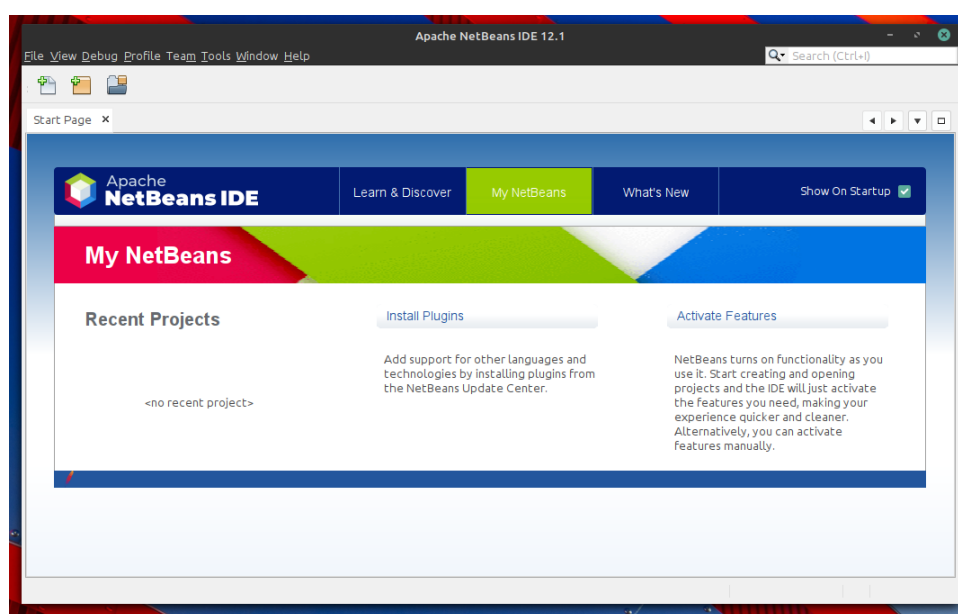 Apache NetBeans IDE 12.1
File View Debug Profile Team Tools Window Help
Search (Ctrl+I)
Start Page
Apache
NetBeans IDE
Learn & Discover
My NetBeans
What's New
Show On Startup
My NetBeans
Recent Projects
<no recent project>
Install Plugins
Add support for other languages and
technologies by installing plugins from
the NetBeans Update Center.
Activate Features
NetBeans turns on functionality as you
use it. Start creating and opening
projects and the IDE will just activate
the features you need, making your
experience quicker and cleaner.
Alternatively, you can activate
features manually.